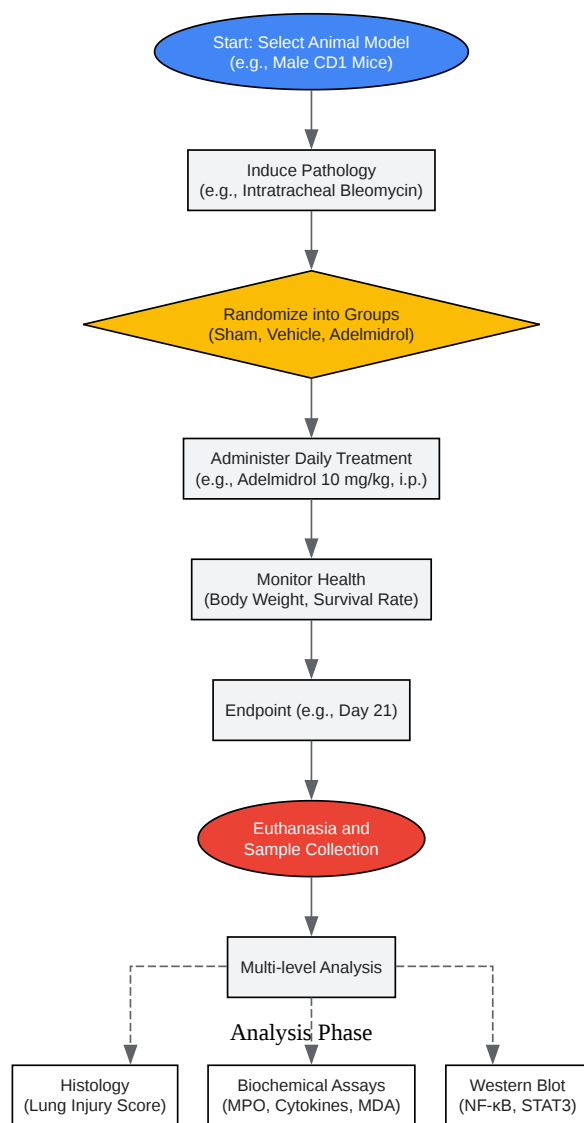 Start: Select Animal Model
(e.g., Male CD1 Mice)
Induce Pathology
(e.g., Intratracheal Bleomycin)
Randomize into Groups
(Sham, Vehicle, Adelmidrol)
Administer Daily Treatment
(e.g., Adelmidrol 10 mg/kg, i.p.)
Monitor Health
(Body Weight, Survival Rate)
Endpoint (e.g., Day 21)
Euthanasia and
Sample Collection
Multi-level Analysis
Analysis Phase
Histology
(Lung Injury Score)
Biochemical Assays
(MPO, Cytokines, MDA)
Western Blot
(NF-κB, STAT3)